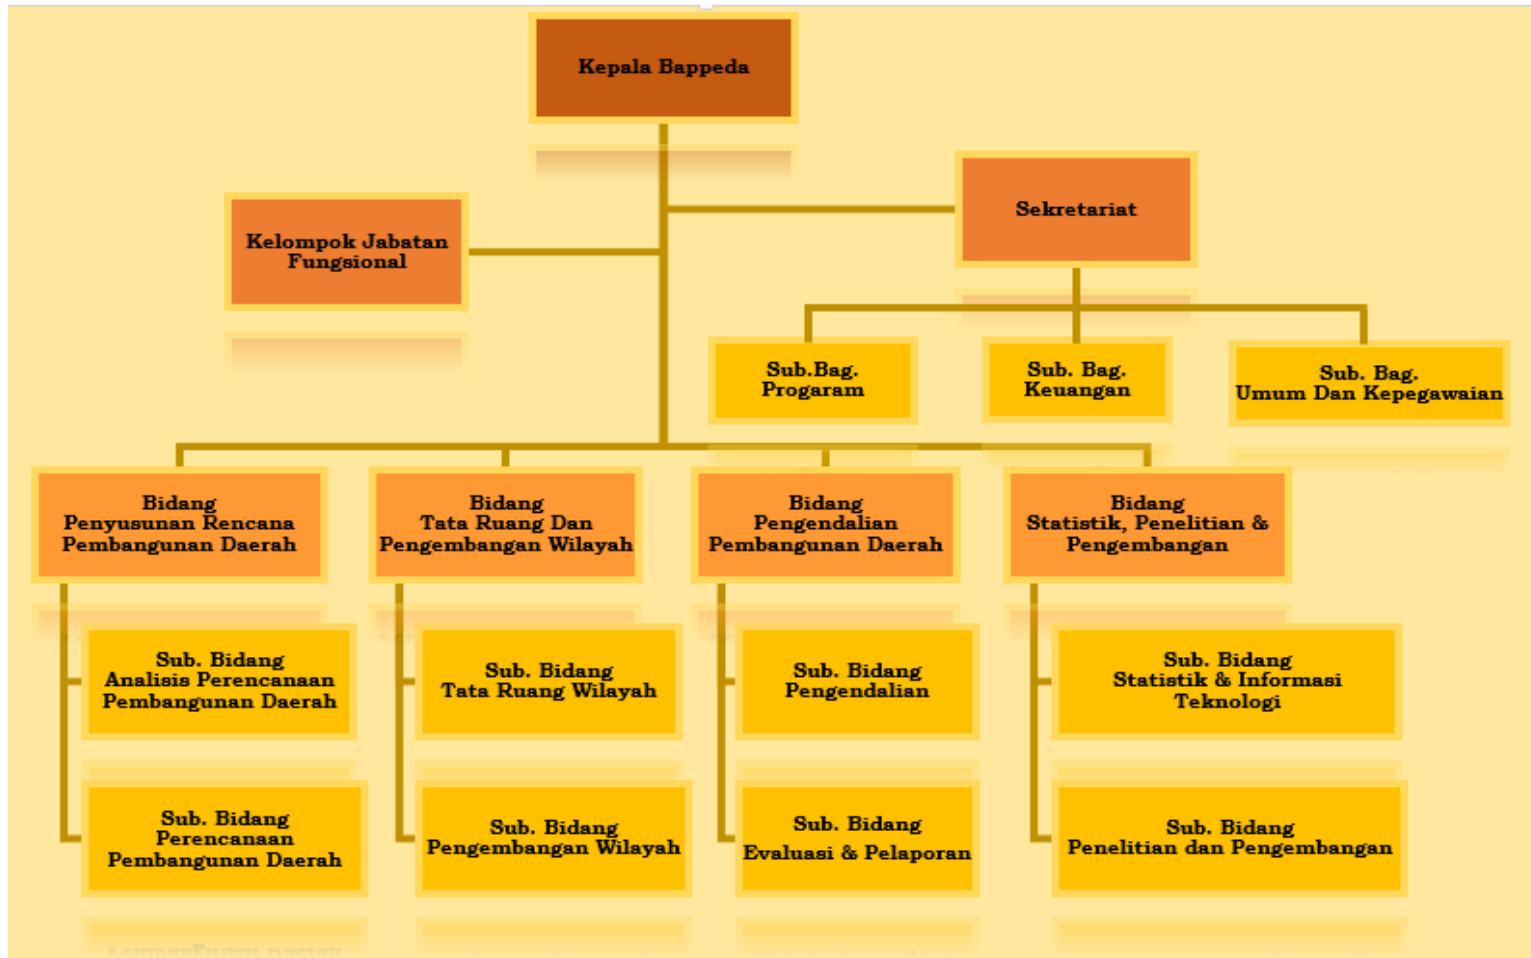 Kepala Bappeda
Sekretariat
Kelompok Jabatan
Fungsional
Sub.Bag.
Progaram
Sub. Bag.
Keuangan
Sub. Bag.
Umum Dan Kepegawaian
Bidang
Penyusunan Rencana
Pembangunan Daerah
Bidang
Tata Ruang Dan
Pengembangan Wilayah
Bidang
Pengendalian
Pembangunan Daerah
Bidang
Statistik, Penelitian &
Pengembangan
Sub. Bidang
Analisis Perencanaan
Pembangunan Daerah
Sub. Bidang
Tata Ruang Wilayah
Sub. Bidang
Pengendalian
Sub. Bidang
Statistik & Informasi
Teknologi
Sub. Bidang
Perencanaan
Pembangunan Daerah
Sub. Bidang
Pengembangan Wilayah
Sub. Bidang
Evaluasi & Pelaporan
Sub. Bidang
Penelitian dan Pengembangan